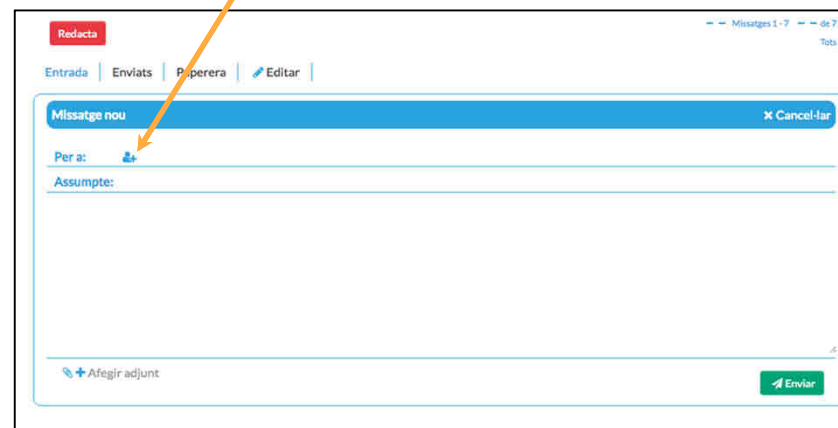 Redacta
Missatges 1 - 7 de 7
Tots
Entrada Enviats Paperera Editar
Missatge nou Cancel·lar
Per a:
Assumpte:
Afegir adjunt
Enviar